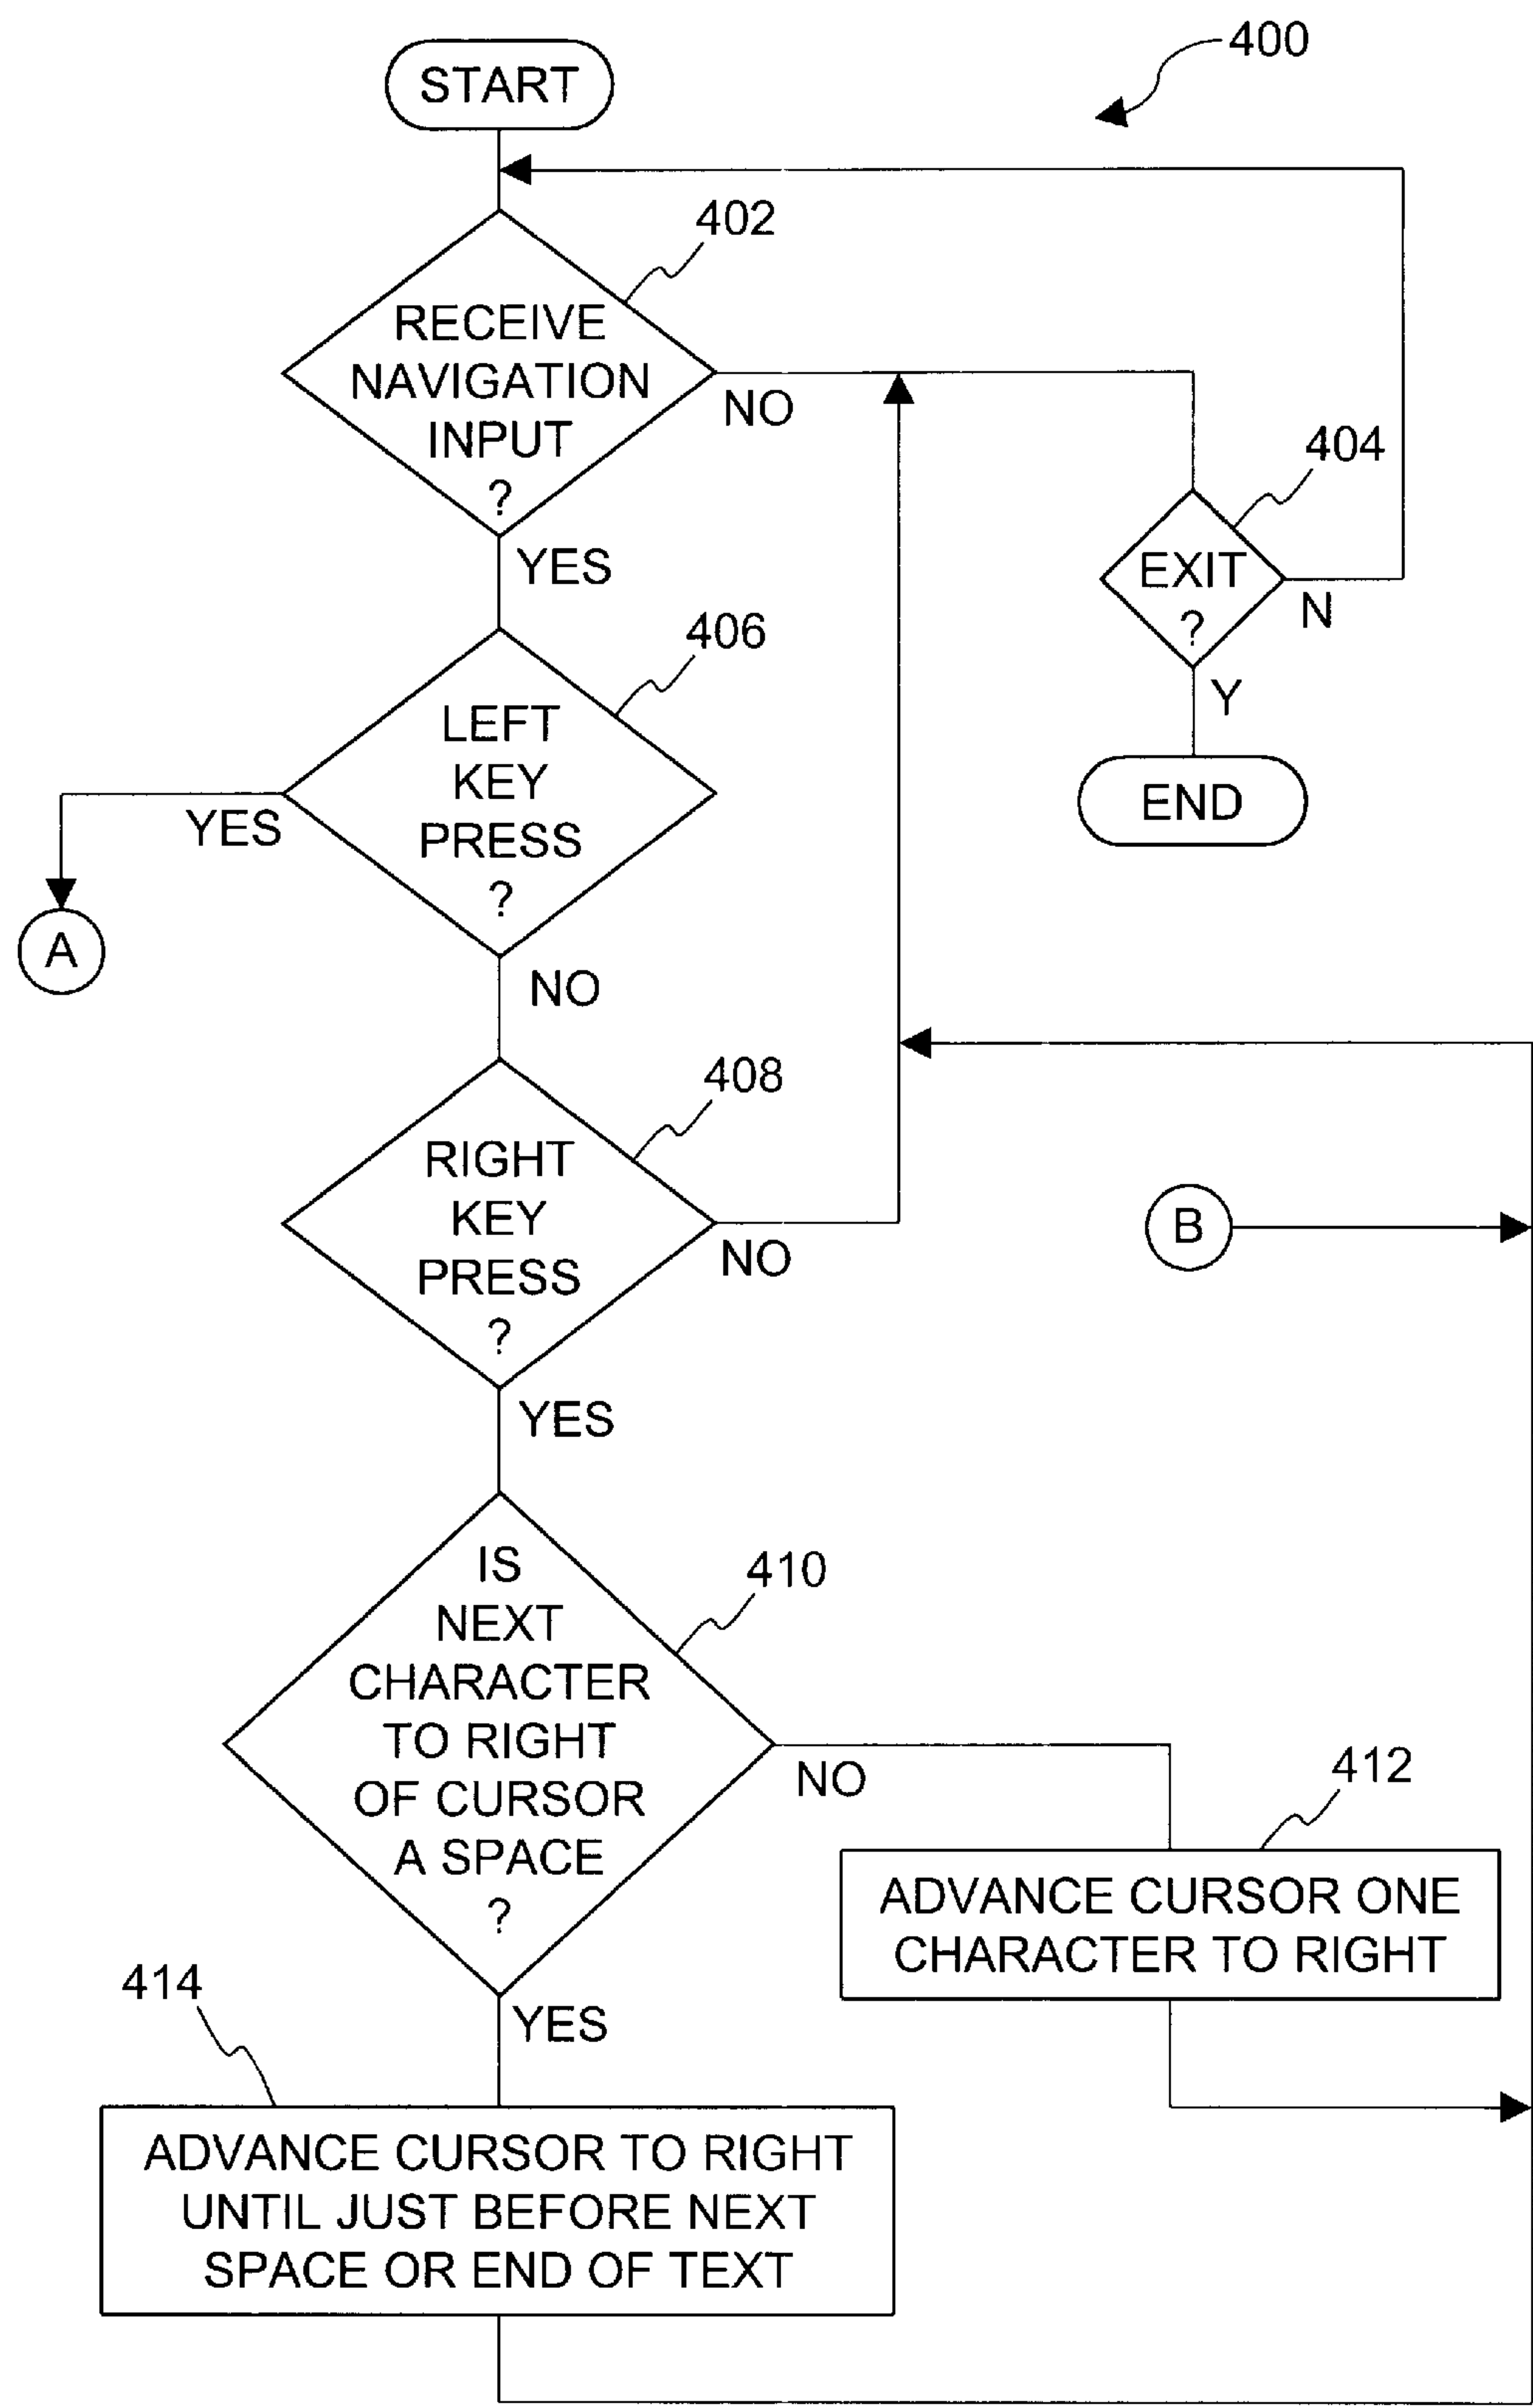 400
START
402
RECEIVE
NAVIGATION
INPUT
?
NO
YES
404
EXIT
?
N
Y
END
406
LEFT
KEY
PRESS
?
YES
A
NO
408
RIGHT
KEY
PRESS
?
NO
B
YES
410
IS
NEXT
CHARACTER
TO RIGHT
OF CURSOR
A SPACE
?
NO
412
ADVANCE CURSOR ONE
CHARACTER TO RIGHT
YES
414
ADVANCE CURSOR TO RIGHT
UNTIL JUST BEFORE NEXT
SPACE OR END OF TEXT